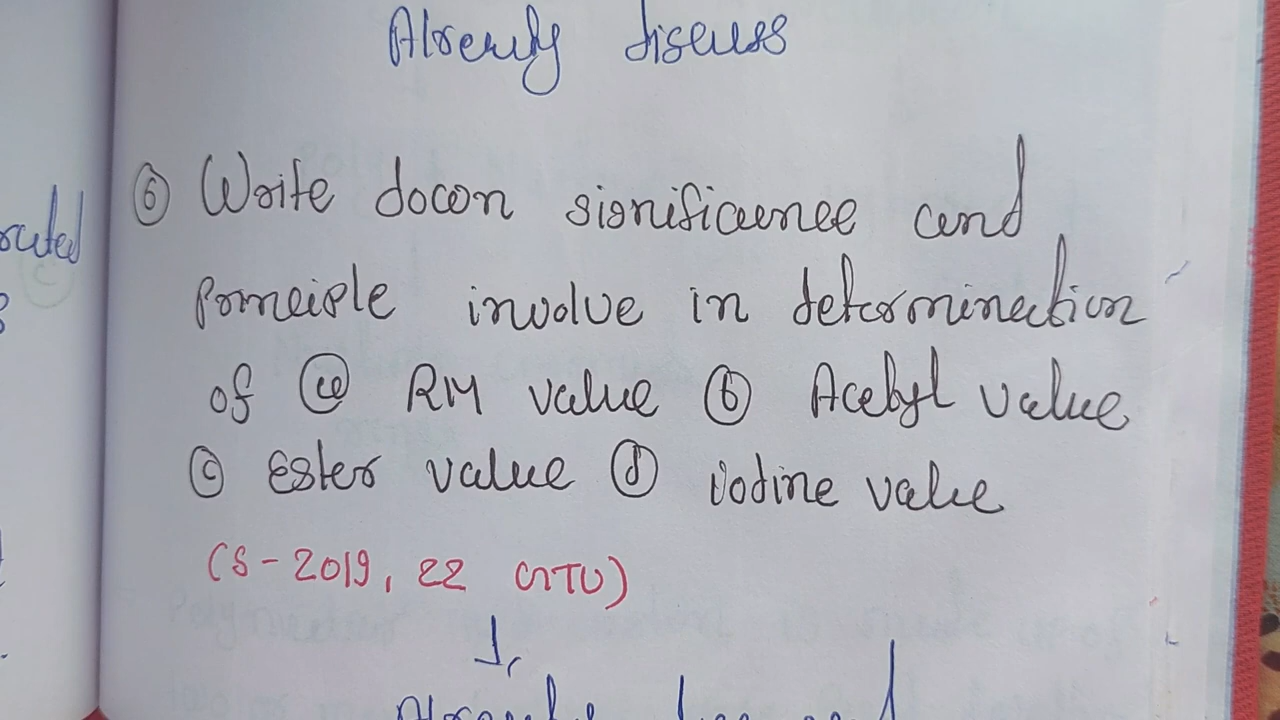 Already discuss
⑥ Write down significance and
principle involve in determination
of ⓐ RM value ⓑ Acetyl value
ⓒ Ester value ⓓ iodine value
(S-2019, 22 GTU)